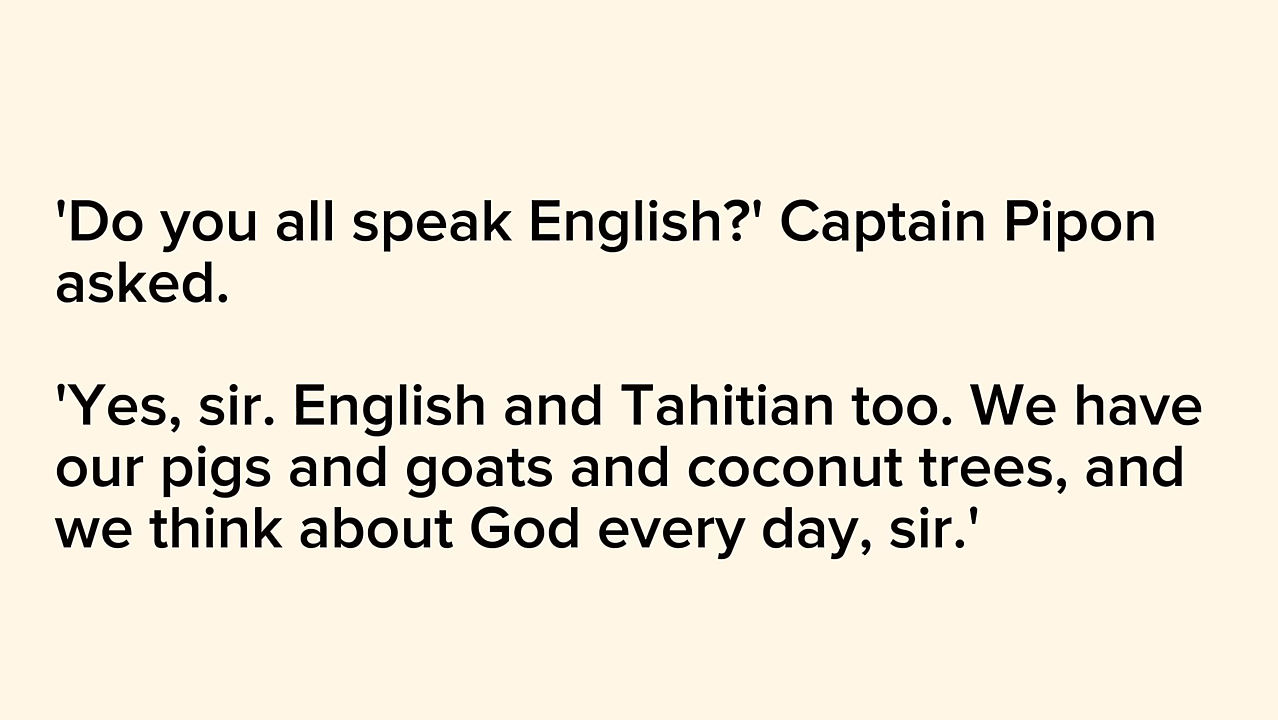 'Do you all speak English?' Captain Pipon
asked.
'Yes, sir. English and Tahitian too. We have
our pigs and goats and coconut trees, and
we think about God every day, sir.'